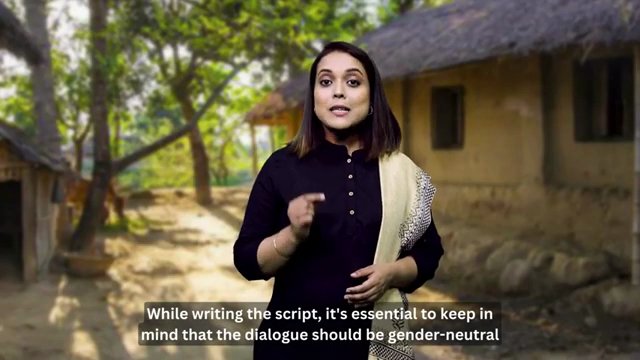 While writing the script, it's essential to keep in
mind that the dialogue should be gender-neutral